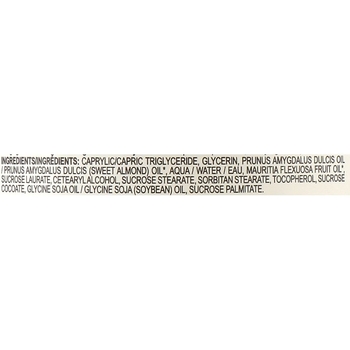 INGREDIENTS/INGRÉDIENTS: CAPRYLIC/CAPRIC TRIGLYCERIDE, GLYCERIN, PRUNUS AMYGDALUS DULCIS OIL
/ PRUNUS AMYGDALUS DULCIS (SWEET ALMOND) OIL*, AQUA / WATER / EAU, MAURITIA FLEXUOSA FRUIT OIL*,
SUCROSE LAURATE, CETEARYL ALCOHOL, SUCROSE STEARATE, SORBITAN STEARATE, TOCOPHEROL, SUCROSE
COCOATE, GLYCINE SOJA OIL / GLYCINE SOJA (SOYBEAN) OIL, SUCROSE PALMITATE.